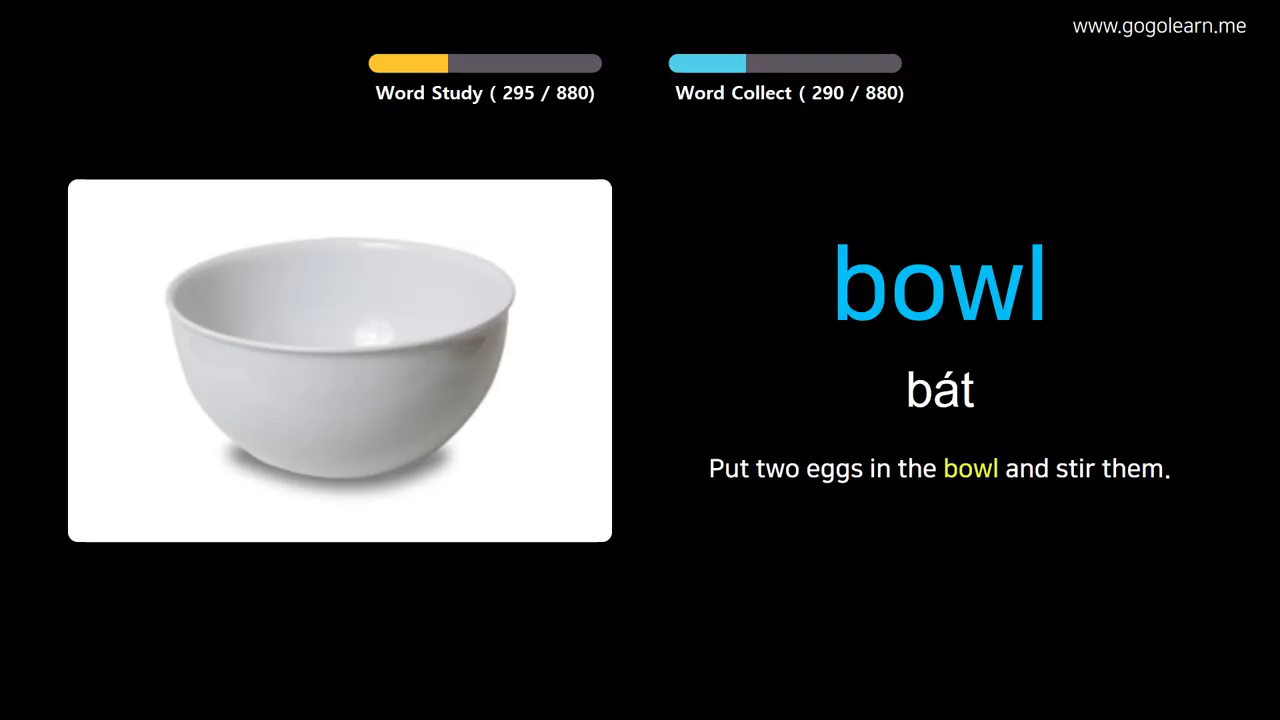 www.gogolearn.me
Word Study ( 295 / 880)
Word Collect ( 290 / 880)
bowl
bát
Put two eggs in the bowl and stir them.